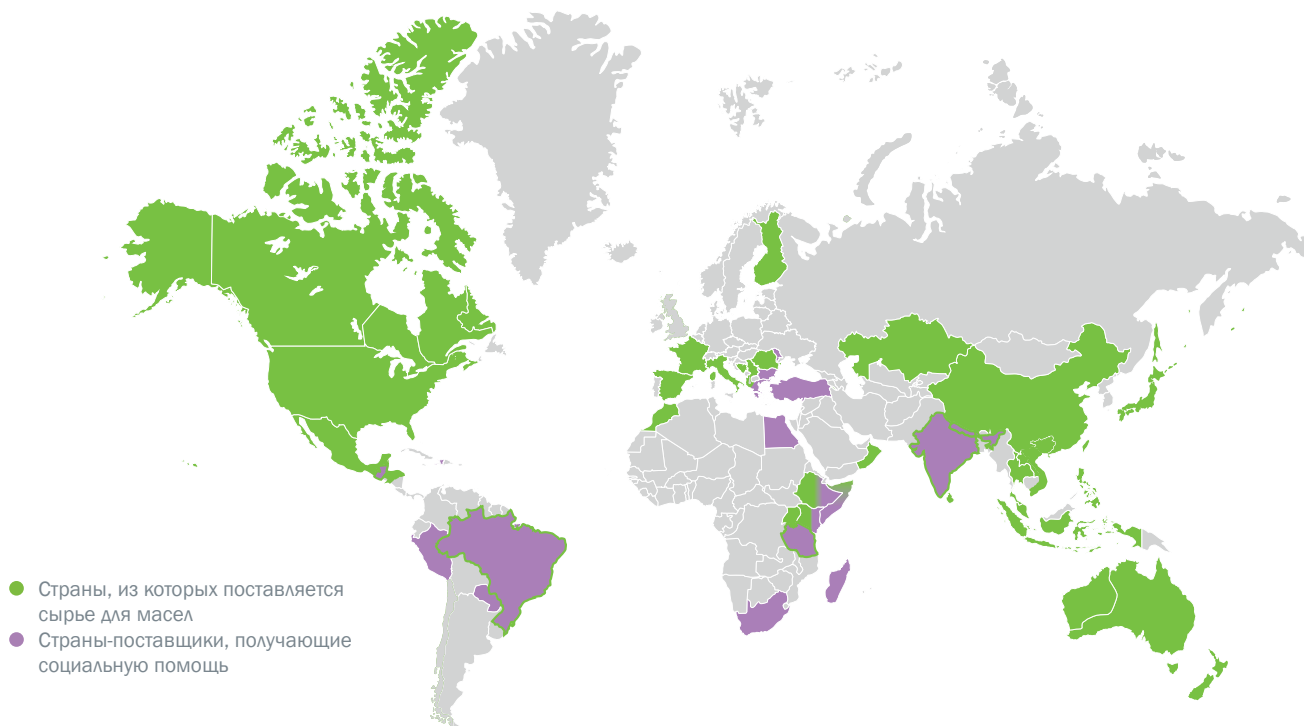 Страны, из которых поставляется
сырье для масел
Страны-поставщики, получающие
социальную помощь